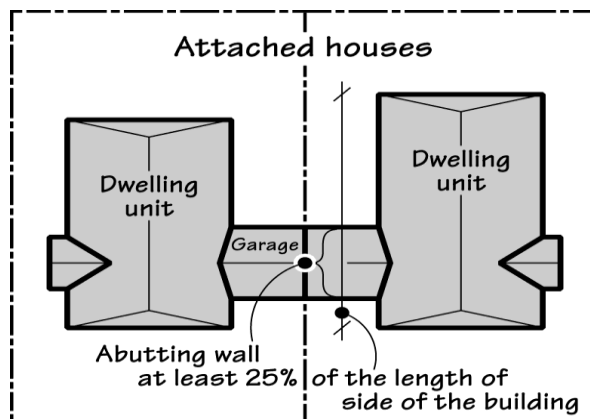 Attached houses
Dwelling
unit
Dwelling
unit
Garage
Abutting wall
at least 25% of the length of
side of the building